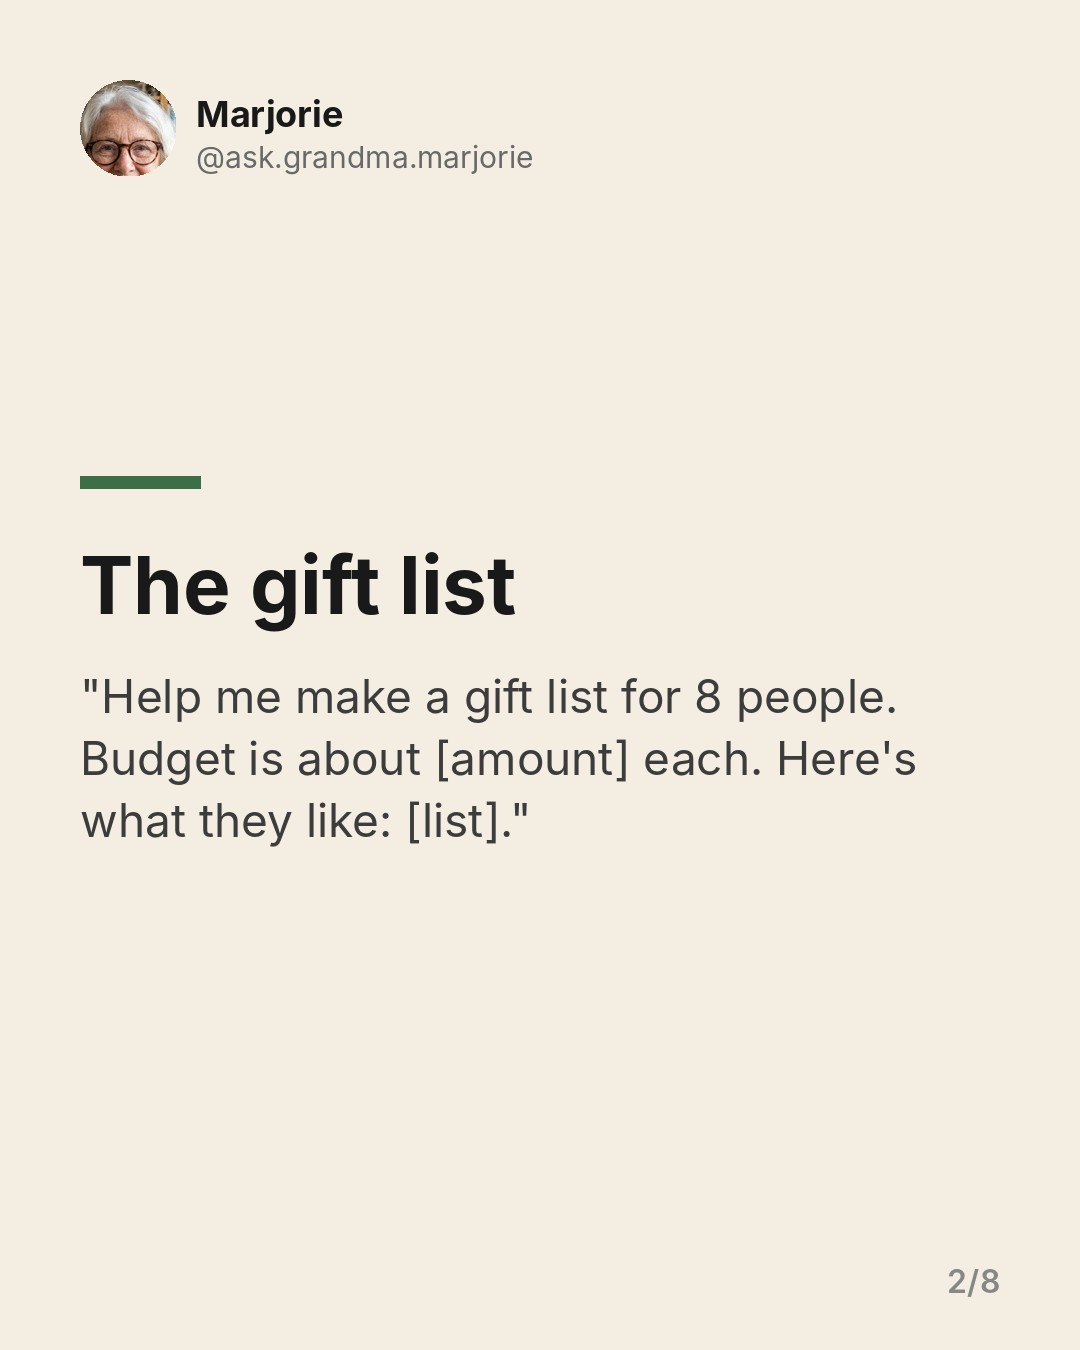 Marjorie
@ask.grandma.marjorie
The gift list
"Help me make a gift list for 8 people.
Budget is about [amount] each. Here's
what they like: [list]."
2/8